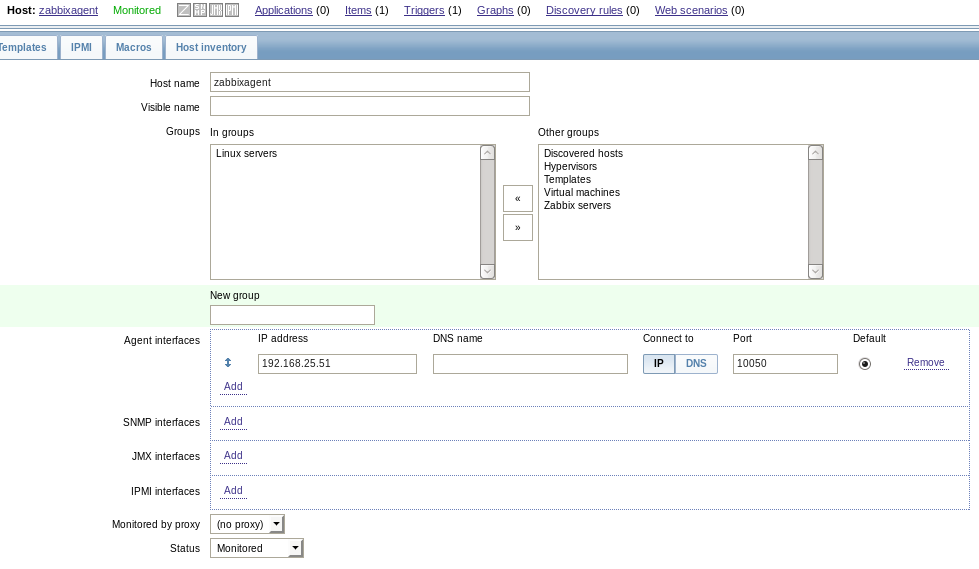 Host: zabbixagent Monitored Applications (0) Items (1) Triggers (1) Graphs (0) Discovery rules (0) Web scenarios (0)
Templates IPMI Macros Host inventory
Host name zabbixagent
Visible name
Groups In groups Other groups
Linux servers
Discovered hosts
Hypervisors
Templates
Virtual machines
Zabbix servers
«
»
New group
Agent interfaces IP address DNS name Connect to Port Default
192.168.25.51 IP DNS 10050 Remove
Add
SNMP interfaces Add
JMX interfaces Add
IPMI interfaces Add
Monitored by proxy (no proxy)
Status Monitored